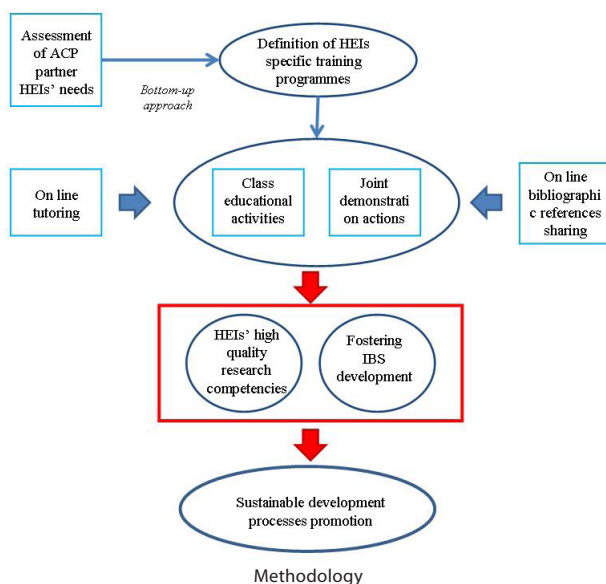 Assessment
of ACP
partner
HEIs' needs
Bottom-up
approach
Definition of HEIs
specific training
programmes
On line
tutoring
Class
educational
activities
Joint
demonstrati
on actions
On line
bibliographi
c references
sharing
HEIs' high
quality
research
competencies
Fostering
IBS
development
Sustainable development
processes promotion
Methodology